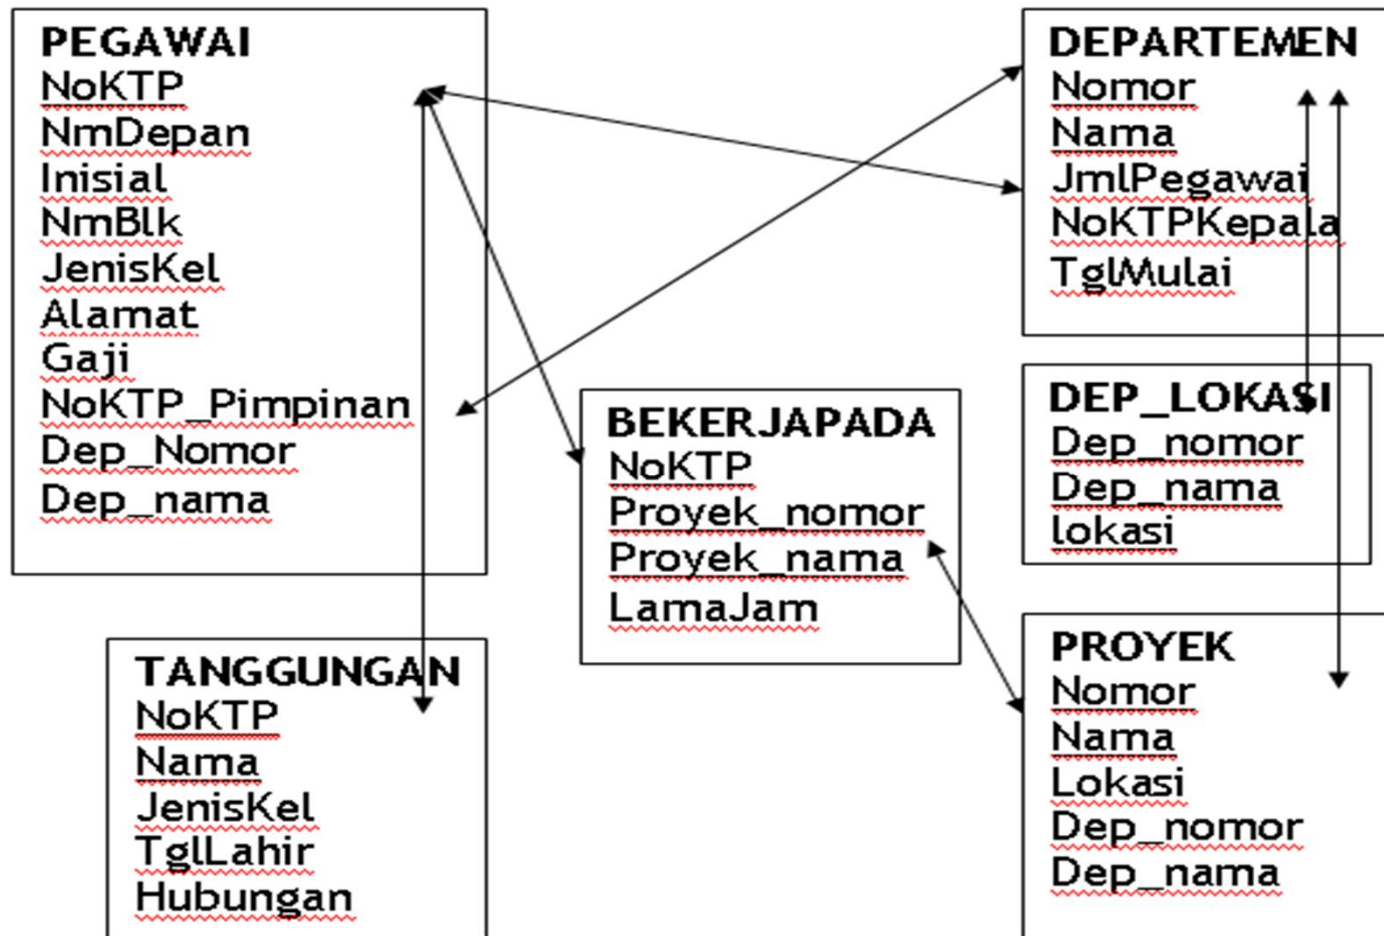 PEGAWAI
NoKTP
NmDepan
Inisial
NmBlk
JenisKel
Alamat
Gaji
NoKTP_Pimpinan
Dep_Nomor
Dep_nama
DEPARTEMEN
Nomor
Nama
JmlPegawai
NoKTPKepala
TglMulai
BEKERJAPADA
NoKTP
Proyek_nomor
Proyek_nama
LamaJam
DEP_LOKASI
Dep_nomor
Dep_nama
lokasi
TANGGUNGAN
NoKTP
Nama
JenisKel
TglLahir
Hubungan
PROYEK
Nomor
Nama
Lokasi
Dep_nomor
Dep_nama